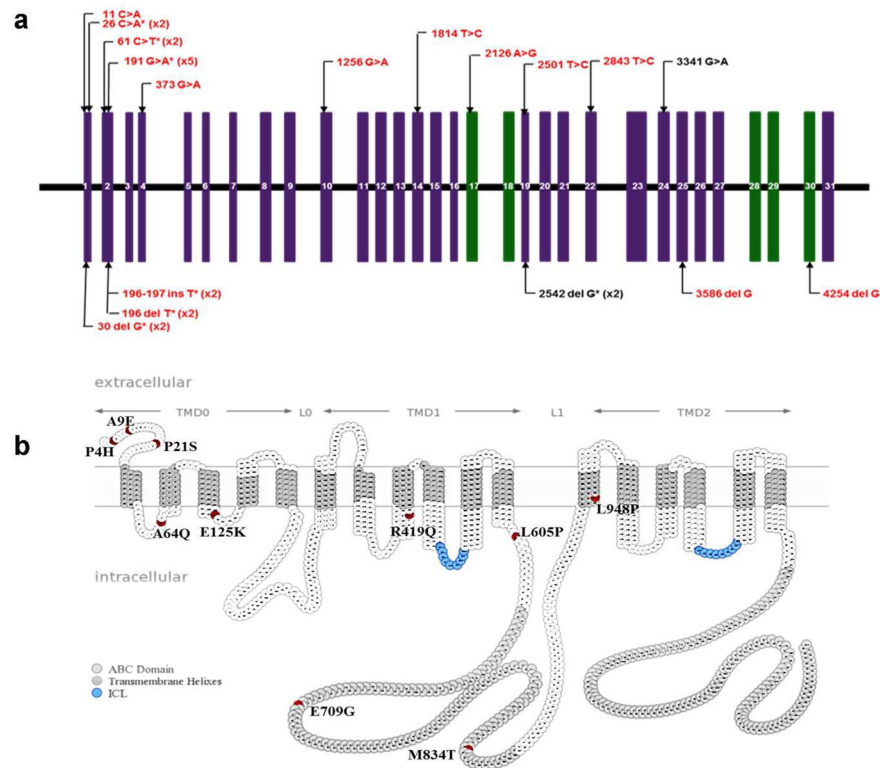 a
11 C>A
26 C>A* (x2)
61 C>T* (x2)
191 G>A* (x5)
373 G>A
1256 G>A
1814 T>C
2126 A>G
2501 T>C
2843 T>C
3341 G>A
1 2 3 4 5 6 7 8 9 10 11 12 13 14 15 16 17 18 19 20 21 22 23 24 25 26 27 28 29 30 31
196-197 ins T* (x2)
196 del T* (x2)
30 del G* (x2)
2542 del G* (x2)
3586 del G
4254 del G
extracellular
TMD0 L0 TMD1 L1 TMD2
b
A9E
P4H
P21S
A64Q
E125K
R419Q
L605P
L948P
intracellular
ABC Domain
Transmembrane Helixes
ICL
E709G
M834T